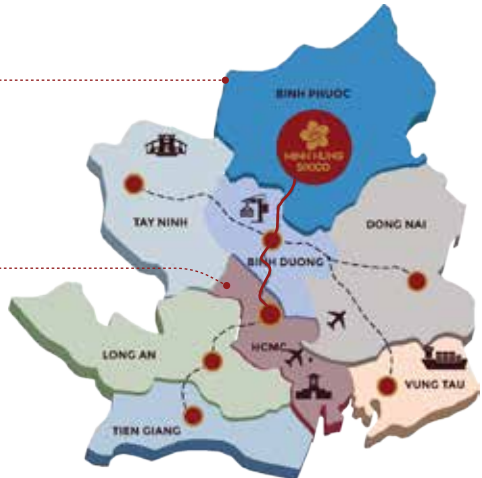 BINH PHUOC
MINH HUNG
SIKICO
TAY NINH
DONG NAI
BINH DUONG
HCMC
LONG AN
VUNG TAU
TIEN GIANG